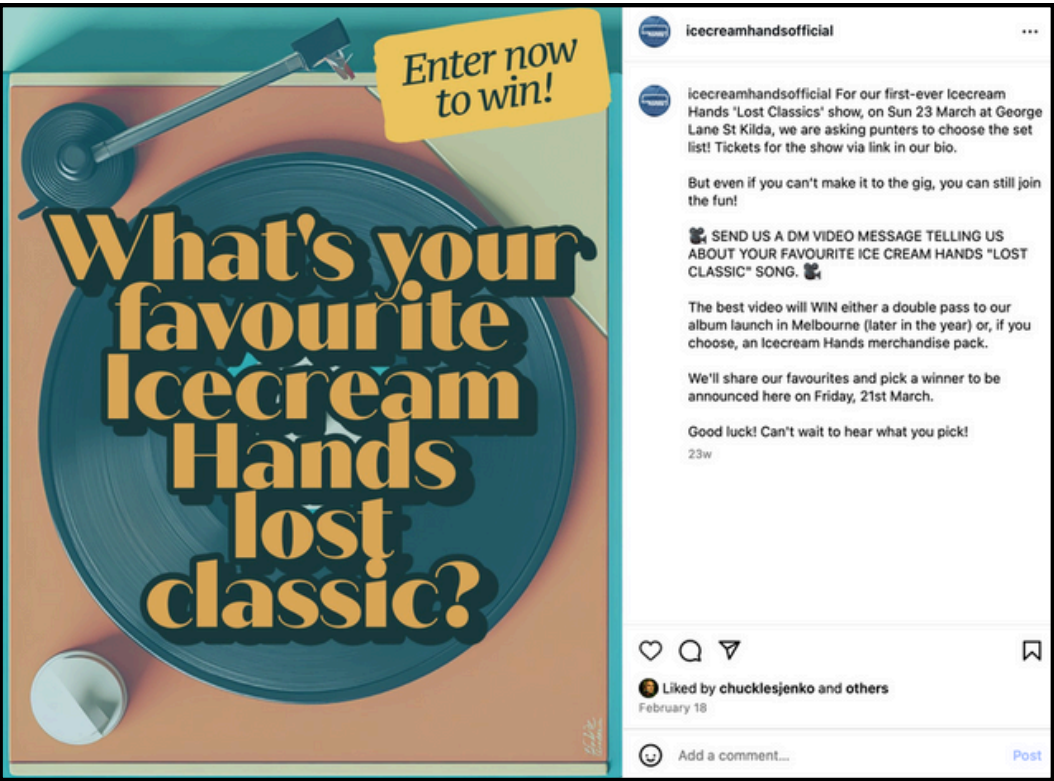 Enter now
to win!
What's your
favourite
Icecream
Hands
lost
classic?
icecreamhandsofficial
icecreamhandsofficial For our first-ever Icecream
Hands 'Lost Classics' show, on Sun 23 March at George
Lane St Kilda, we are asking punters to choose the set
list! Tickets for the show via link in our bio.
But even if you can't make it to the gig, you can still join
the fun!
🎥 SEND US A DM VIDEO MESSAGE TELLING US
ABOUT YOUR FAVOURITE ICE CREAM HANDS "LOST
CLASSIC" SONG. 🎥
The best video will WIN either a double pass to our
album launch in Melbourne (later in the year) or, if you
choose, an Icecream Hands merchandise pack.
We'll share our favourites and pick a winner to be
announced here on Friday, 21st March.
Good luck! Can't wait to hear what you pick!
23w
Liked by chucklesjenko and others
February 18
Add a comment...
Post